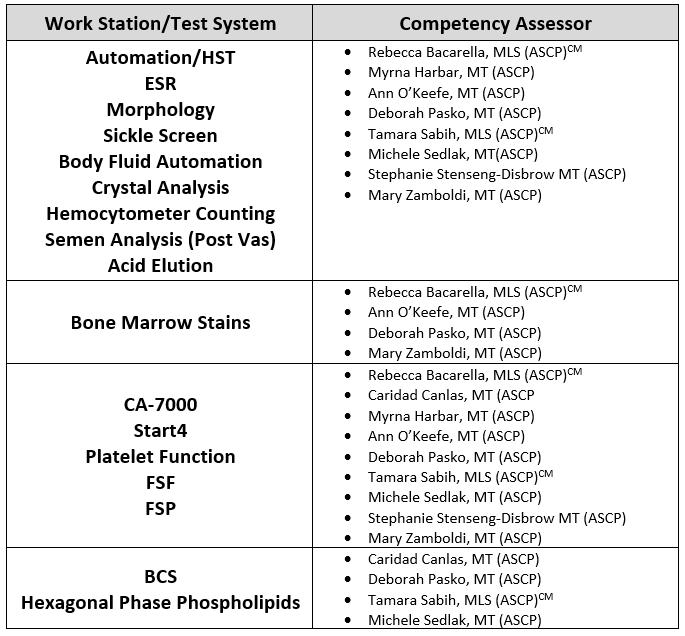 Work Station/Test System
Competency Assessor
Automation/HST
ESR
Morphology
Sickle Screen
Body Fluid Automation
Crystal Analysis
Hemocytometer Counting
Semen Analysis (Post Vas)
Acid Elution
• Rebecca Bacarella, MLS (ASCP)CM
• Myrna Harbar, MT (ASCP)
• Ann O’Keefe, MT (ASCP)
• Deborah Pasko, MT (ASCP)
• Tamara Sabih, MLS (ASCP)CM
• Michele Sedlak, MT(ASCP)
• Stephanie Stenseng-Disbrow MT (ASCP)
• Mary Zamboldi, MT (ASCP)
Bone Marrow Stains
• Rebecca Bacarella, MLS (ASCP)CM
• Ann O’Keefe, MT (ASCP)
• Deborah Pasko, MT (ASCP)
• Mary Zamboldi, MT (ASCP)
CA-7000
Start4
Platelet Function
FSF
FSP
• Rebecca Bacarella, MLS (ASCP)CM
• Caridad Canlas, MT (ASCP
• Myrna Harbar, MT (ASCP)
• Ann O’Keefe, MT (ASCP)
• Deborah Pasko, MT (ASCP)
• Tamara Sabih, MLS (ASCP)CM
• Michele Sedlak, MT (ASCP)
• Stephanie Stenseng-Disbrow MT (ASCP)
• Mary Zamboldi, MT (ASCP)
BCS
Hexagonal Phase Phospholipids
• Caridad Canlas, MT (ASCP)
• Deborah Pasko, MT (ASCP)
• Tamara Sabih, MLS (ASCP)CM
• Michele Sedlak, MT (ASCP)